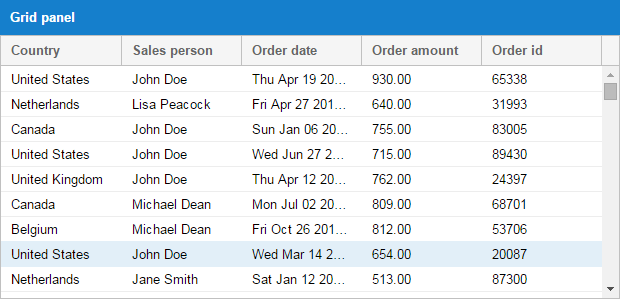 Grid panel
Country Sales person Order date Order amount Order id
United States John Doe Thu Apr 19 20... 930.00 65338
Netherlands Lisa Peacock Fri Apr 27 201... 640.00 31993
Canada John Doe Sun Jan 06 20... 755.00 83005
United States John Doe Wed Jun 27 2... 715.00 89430
United Kingdom John Doe Thu Apr 12 20... 762.00 24397
Canada Michael Dean Mon Jul 02 20... 809.00 68701
Belgium Michael Dean Fri Oct 26 201... 812.00 53706
United States John Doe Wed Mar 14 2... 654.00 20087
Netherlands Jane Smith Sat Jan 12 20... 513.00 87300